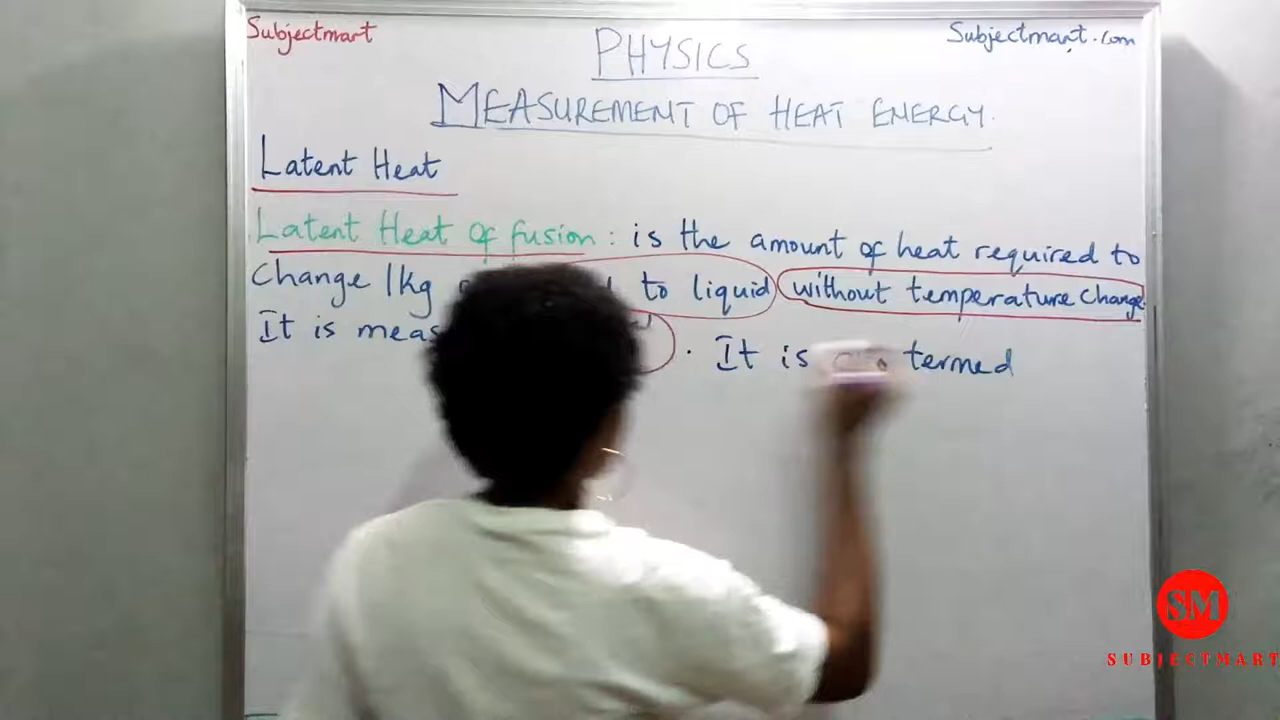 Subjectmart
Subjectmart.com
PHYSICS
MEASUREMENT OF HEAT ENERGY.
Latent Heat
Latent Heat Of fusion: is the amount of heat required to
Change 1kg to liquid without temperature change
It is . It is termed
SM
SUBJECTMART